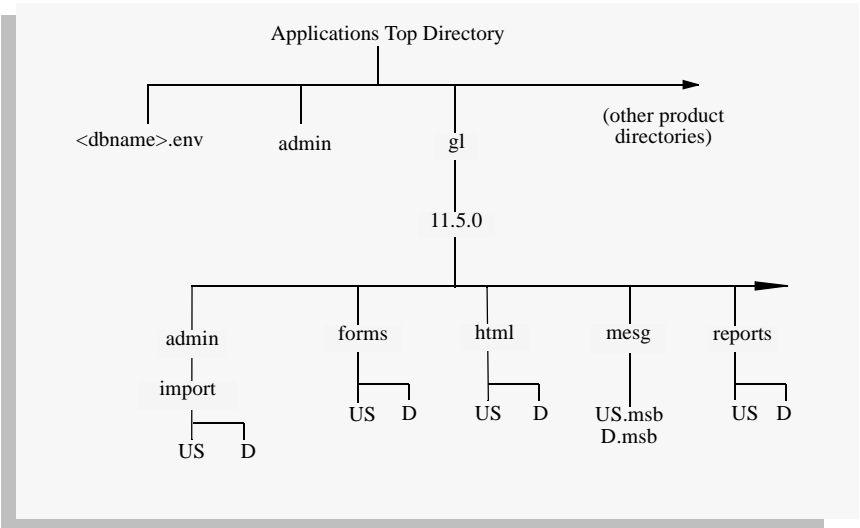 Applications Top Directory
<dbname>.env
admin
gl
(other product
directories)
11.5.0
admin
forms
html
mesg
reports
import
US
D
US
D
US.msb
D.msb
US
D
US
D